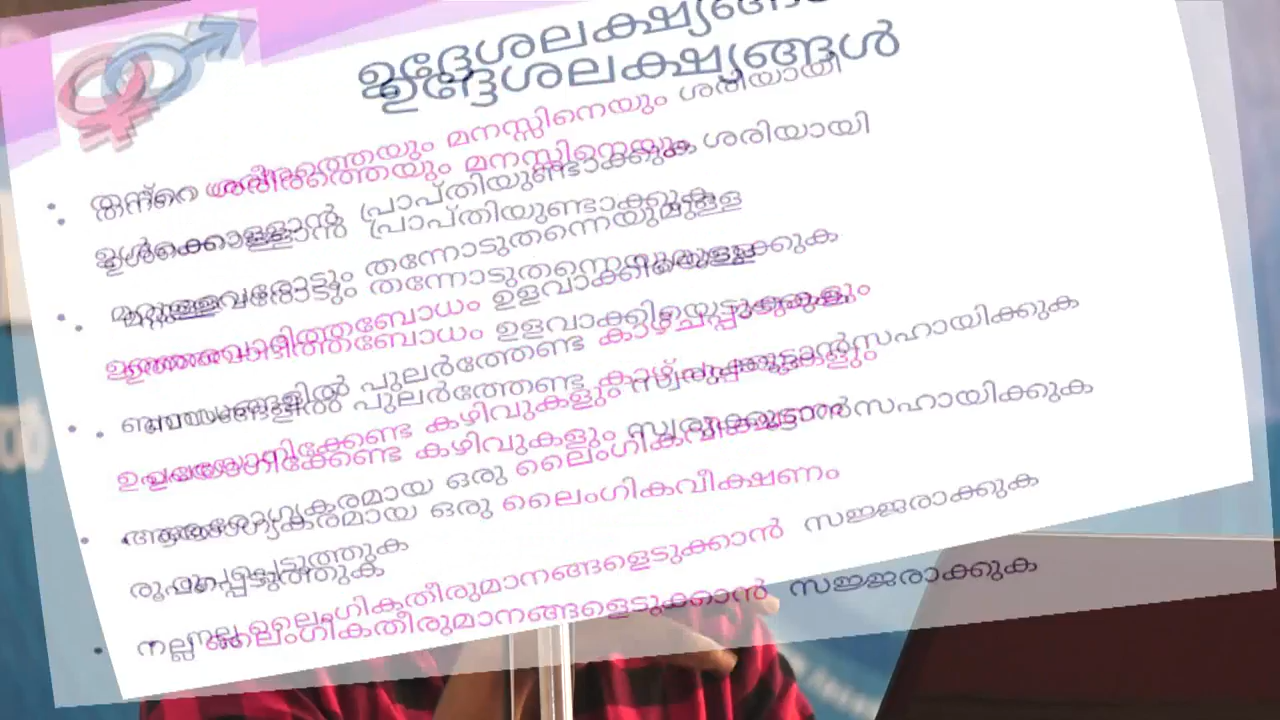 ഉദ്ദേശലക്ഷ്യങ്ങൾ
തന്റെ ശരീരത്തെയും മനസ്സിനെയും ശരിയായി
ഉൾക്കൊള്ളാൻ പ്രാപ്തിയുണ്ടാക്കുക
മറ്റുള്ളവരോടും തന്നോടുതന്നെയുമുള്ള
ഉത്തരവാദിത്തബോധം ഉളവാക്കിയെടുക്കുക
ബന്ധങ്ങളിൽ പുലർത്തേണ്ട കാഴ്ചപ്പാടുകളും
ഉപയോഗിക്കേണ്ട കഴിവുകളും സ്വരുക്കൂട്ടാൻസഹായിക്കുക
ആരോഗ്യകരമായ ഒരു ലൈംഗികവീക്ഷണം
രൂപപ്പെടുത്തുക
നല്ല ലൈംഗികതീരുമാനങ്ങളെടുക്കാൻ സജ്ജരാക്കുക